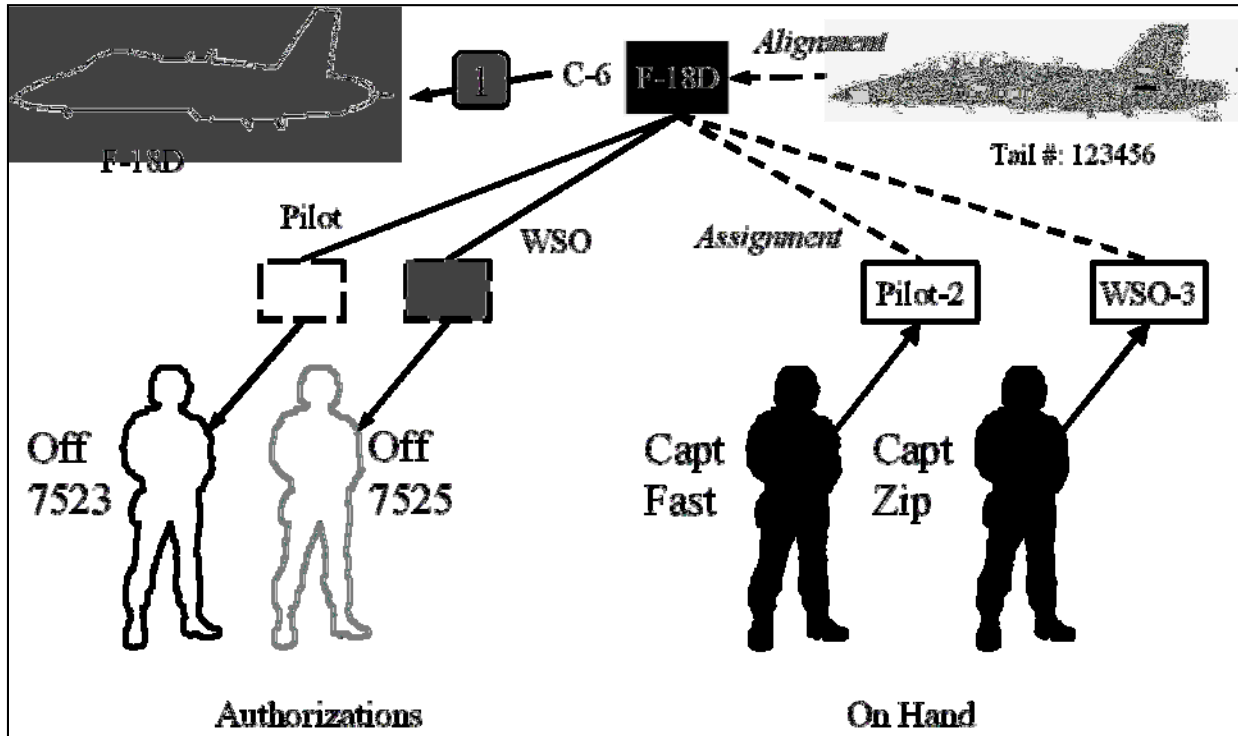 Alignment
1
C-6
F-18D
F-18D
Tail #: 123456
Pilot
WSO
Assignment
Pilot-2
WSO-3
Off
7523
Off
7525
Capt
Fast
Capt
Zip
Authorizations
On Hand